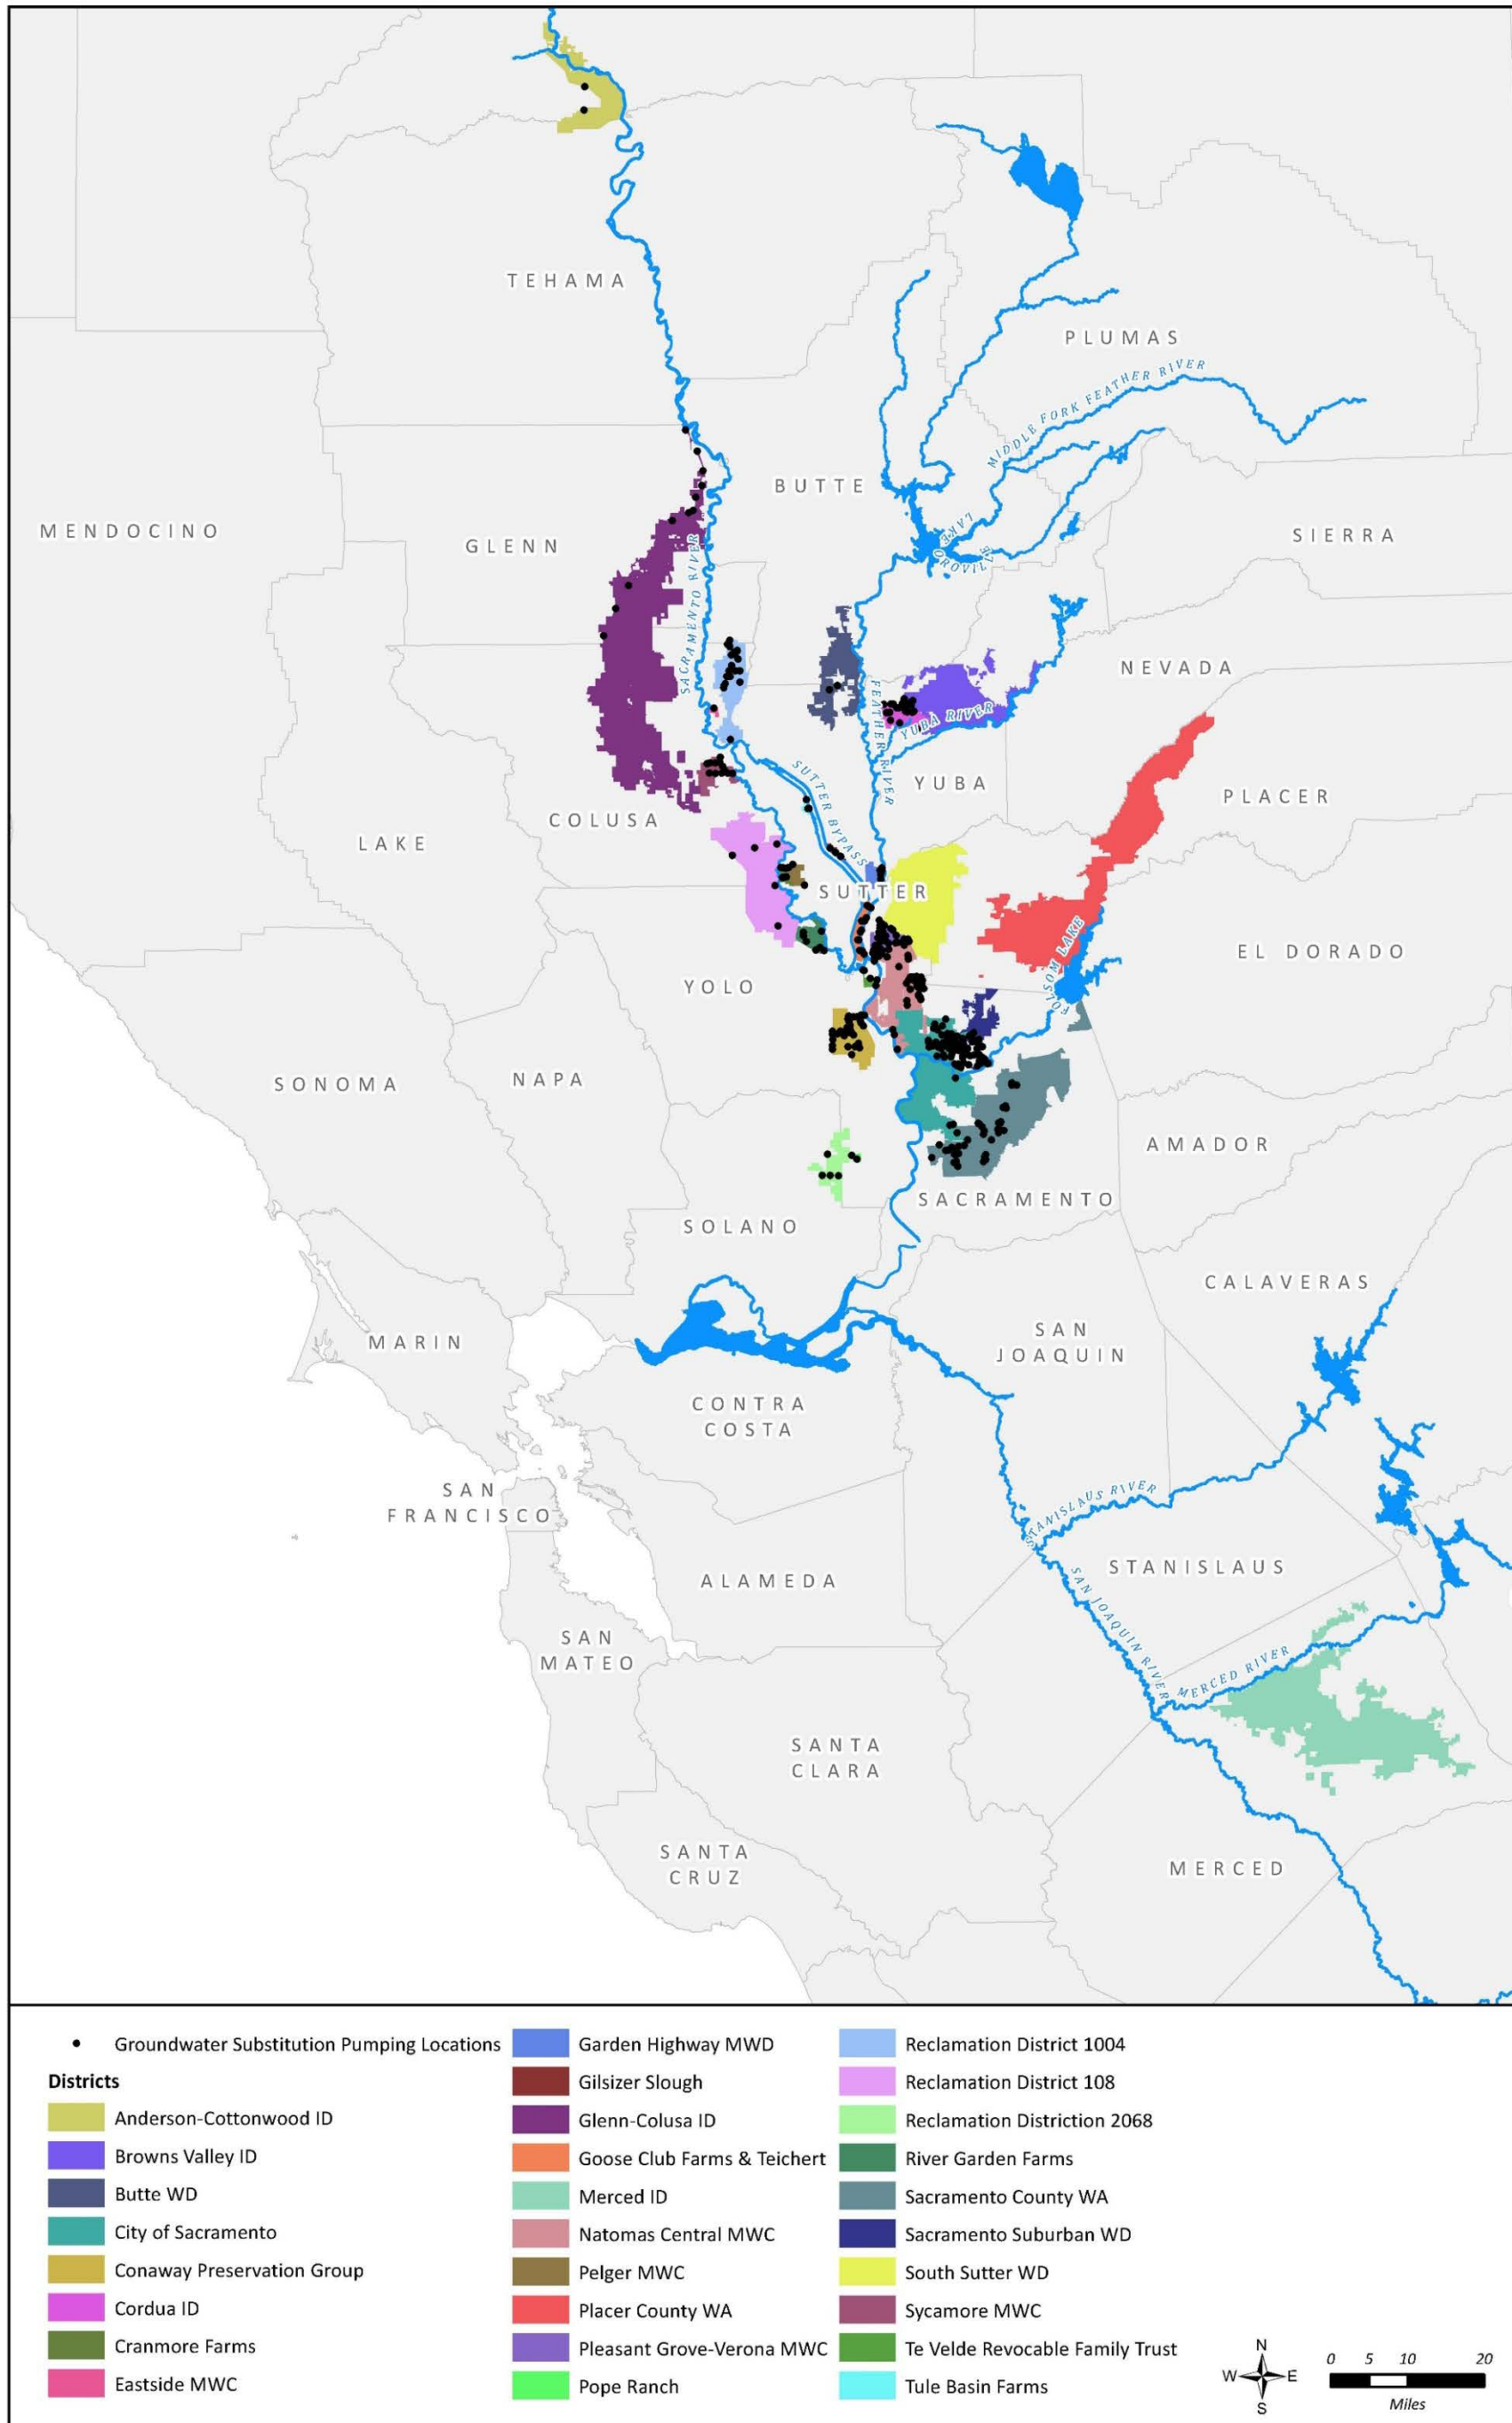 TEHAMA
PLUMAS
MIDDLE FORK FEATHER RIVER
BUTTE
MENDOCINO
GLENN
SIERRA
LAKE
OROVILLE
SACRAMENTO RIVER
NEVADA
FEATHER RIVER
YUBA RIVER
SUTTER BYPASS
YUBA
PLACER
COLUSA
LAKE
SUTTER
EL DORADO
FOLSOM LAKE
YOLO
SONOMA
NAPA
AMADOR
SACRAMENTO
SOLANO
CALAVERAS
MARIN
SAN
JOAQUIN
CONTRA
COSTA
SAN
FRANCISCO
STANISLAUS RIVER
STANISLAUS
ALAMEDA
SAN JOAQUIN RIVER
SAN
MATEO
MERCED RIVER
SANTA
CLARA
SANTA
CRUZ
MERCED
Groundwater Substitution Pumping Locations
Districts
Anderson-Cottonwood ID
Browns Valley ID
Butte WD
City of Sacramento
Conaway Preservation Group
Cordua ID
Cranmore Farms
Eastside MWC
Garden Highway MWD
Gilsizer Slough
Glenn-Colusa ID
Goose Club Farms & Teichert
Merced ID
Natomas Central MWC
Pelger MWC
Placer County WA
Pleasant Grove-Verona MWC
Pope Ranch
Reclamation District 1004
Reclamation District 108
Reclamation Distriction 2068
River Garden Farms
Sacramento County WA
Sacramento Suburban WD
South Sutter WD
Sycamore MWC
Te Velde Revocable Family Trust
Tule Basin Farms
N
W E
S
0 5 10 20
Miles